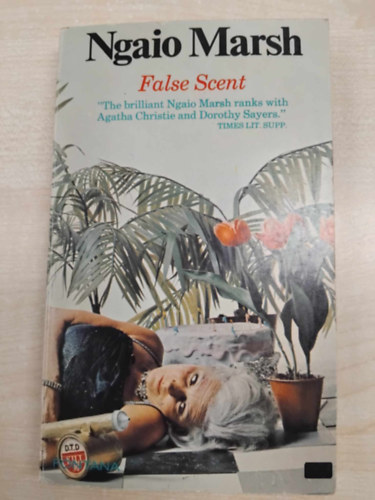 Ngaio Marsh
False Scent
"The brilliant Ngaio Marsh ranks with
Agatha Christie and Dorothy Sayers."
TIMES LIT. SUPP.
D.T.D